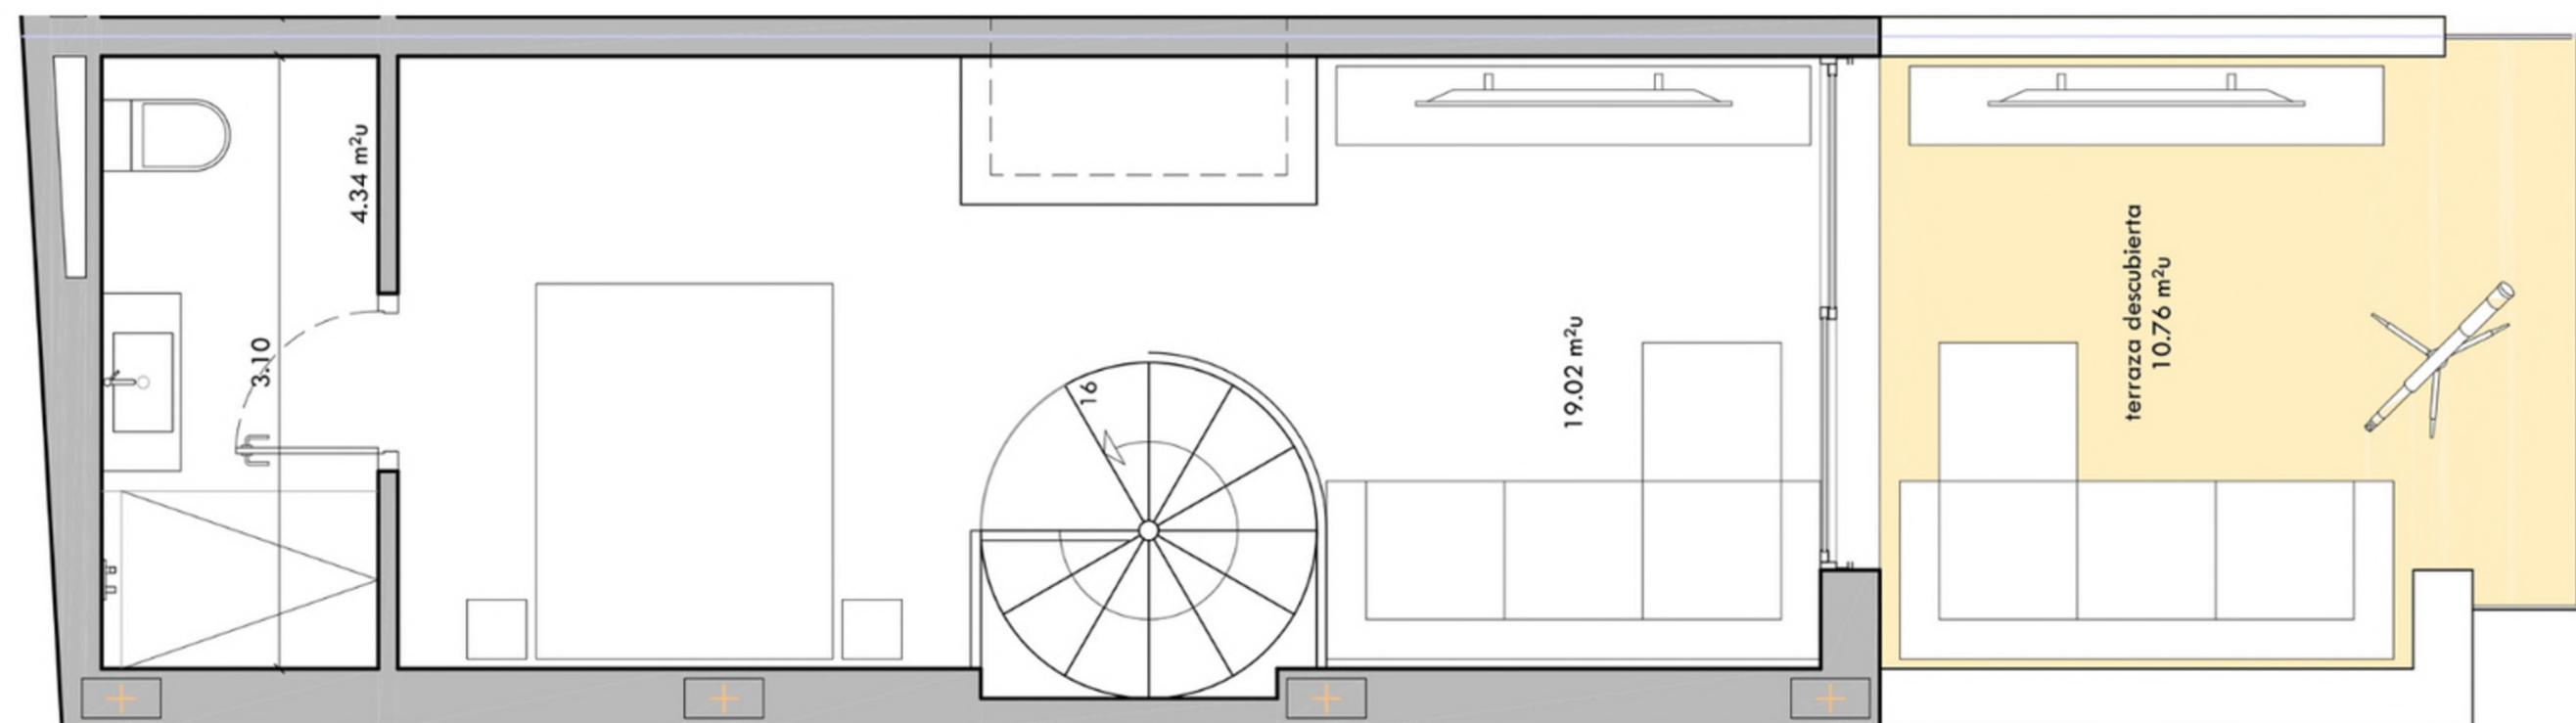 4.34 m²u
3.10
16
19.02 m²u
terraza descubierta
10.76 m²u